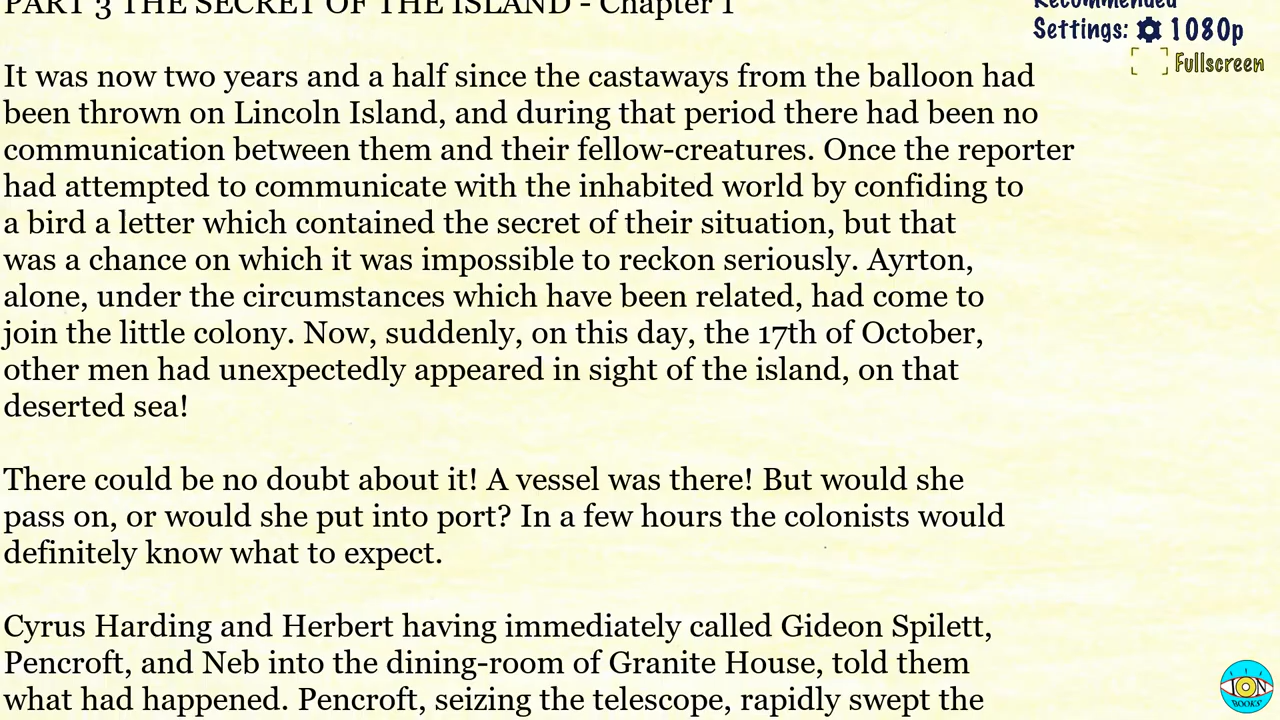 PART 3 THE SECRET OF THE ISLAND - Chapter 1
Recommended
Settings: 1080p
Fullscreen
It was now two years and a half since the castaways from the balloon had
been thrown on Lincoln Island, and during that period there had been no
communication between them and their fellow-creatures. Once the reporter
had attempted to communicate with the inhabited world by confiding to
a bird a letter which contained the secret of their situation, but that
was a chance on which it was impossible to reckon seriously. Ayrton,
alone, under the circumstances which have been related, had come to
join the little colony. Now, suddenly, on this day, the 17th of October,
other men had unexpectedly appeared in sight of the island, on that
deserted sea!
There could be no doubt about it! A vessel was there! But would she
pass on, or would she put into port? In a few hours the colonists would
definitely know what to expect.
Cyrus Harding and Herbert having immediately called Gideon Spilett,
Pencroft, and Neb into the dining-room of Granite House, told them
what had happened. Pencroft, seizing the telescope, rapidly swept the
ION
BOOKS